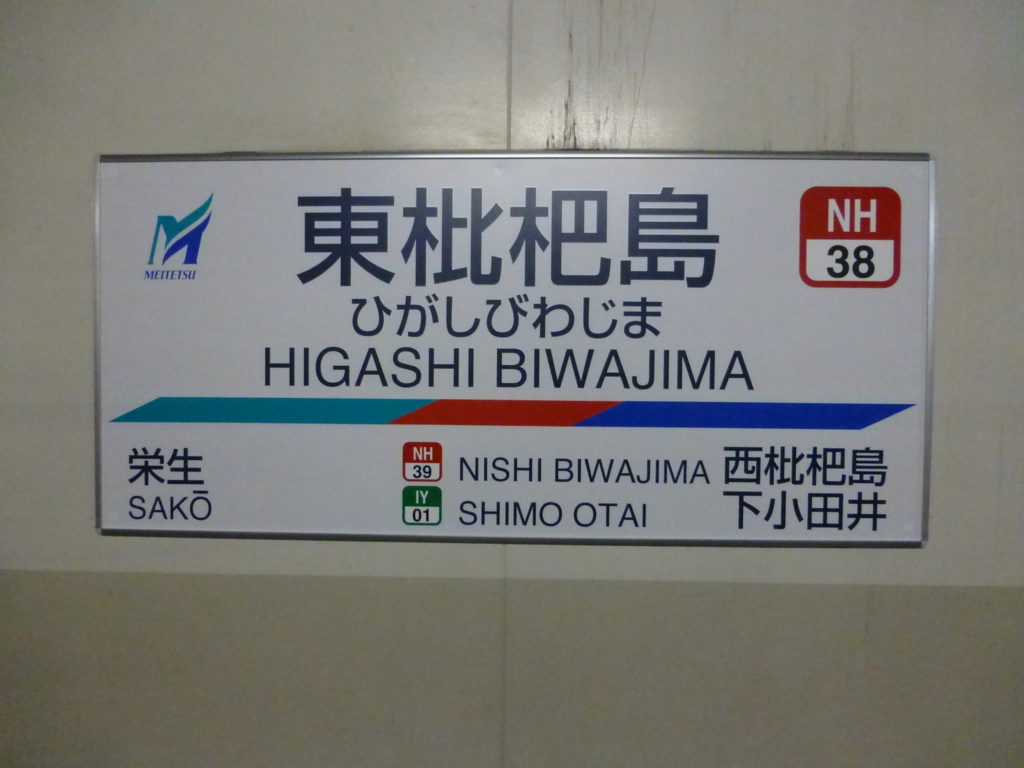 MEITETSU
東枇杷島
NH
38
ひがしびわじま
HIGASHI BIWAJIMA
栄生
SAKŌ
NH
39
NISHI BIWAJIMA 西枇杷島
IY
01
SHIMO OTAI 下小田井